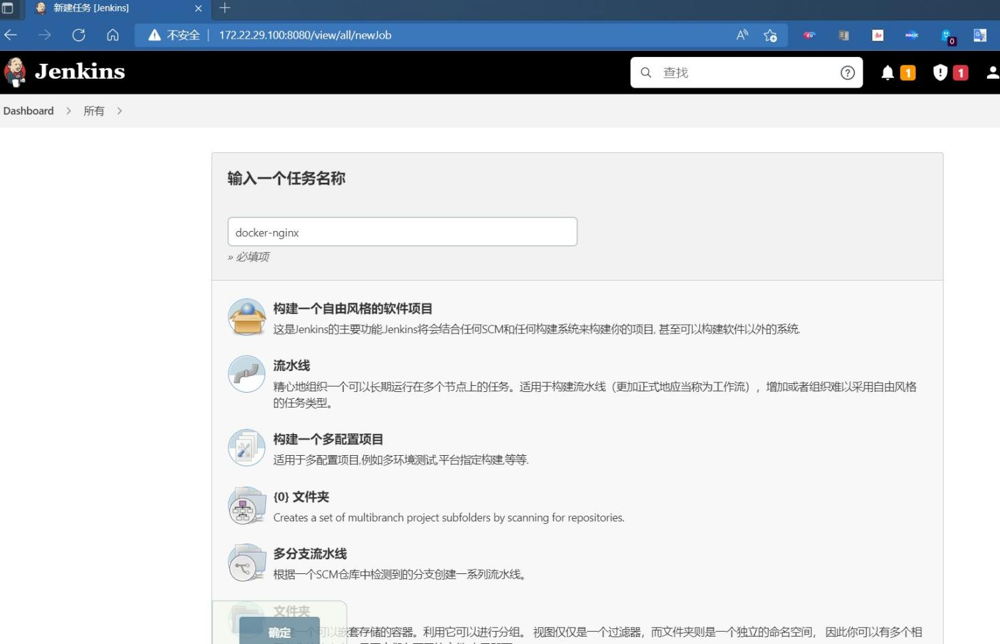 新建任务 [Jenkins]
不安全 172.22.29.100:8080/view/all/newJob
0
Jenkins
查找
1
1
Dashboard
所有
输入一个任务名称
docker-nginx
» 必填项
构建一个自由风格的软件项目
这是Jenkins的主要功能.Jenkins将会结合任何SCM和任何构建系统来构建你的项目, 甚至可以构建软件以外的系统.
流水线
精心地组织一个可以长期运行在多个节点上的任务。适用于构建流水线（更加正式地应当称为工作流），增加或者组织难以采用自由风格
的任务类型。
构建一个多配置项目
适用于多配置项目,例如多环境测试,平台指定构建,等等.
{0} 文件夹
Creates a set of multibranch project subfolders by scanning for repositories.
多分支流水线
根据一个SCM仓库中检测到的分支创建一系列流水线。
文件夹
一个可以嵌套存储的容器。利用它可以进行分组。 视图仅仅是一个过滤器，而文件夹则是一个独立的命名空间， 因此你可以有多个相
确定